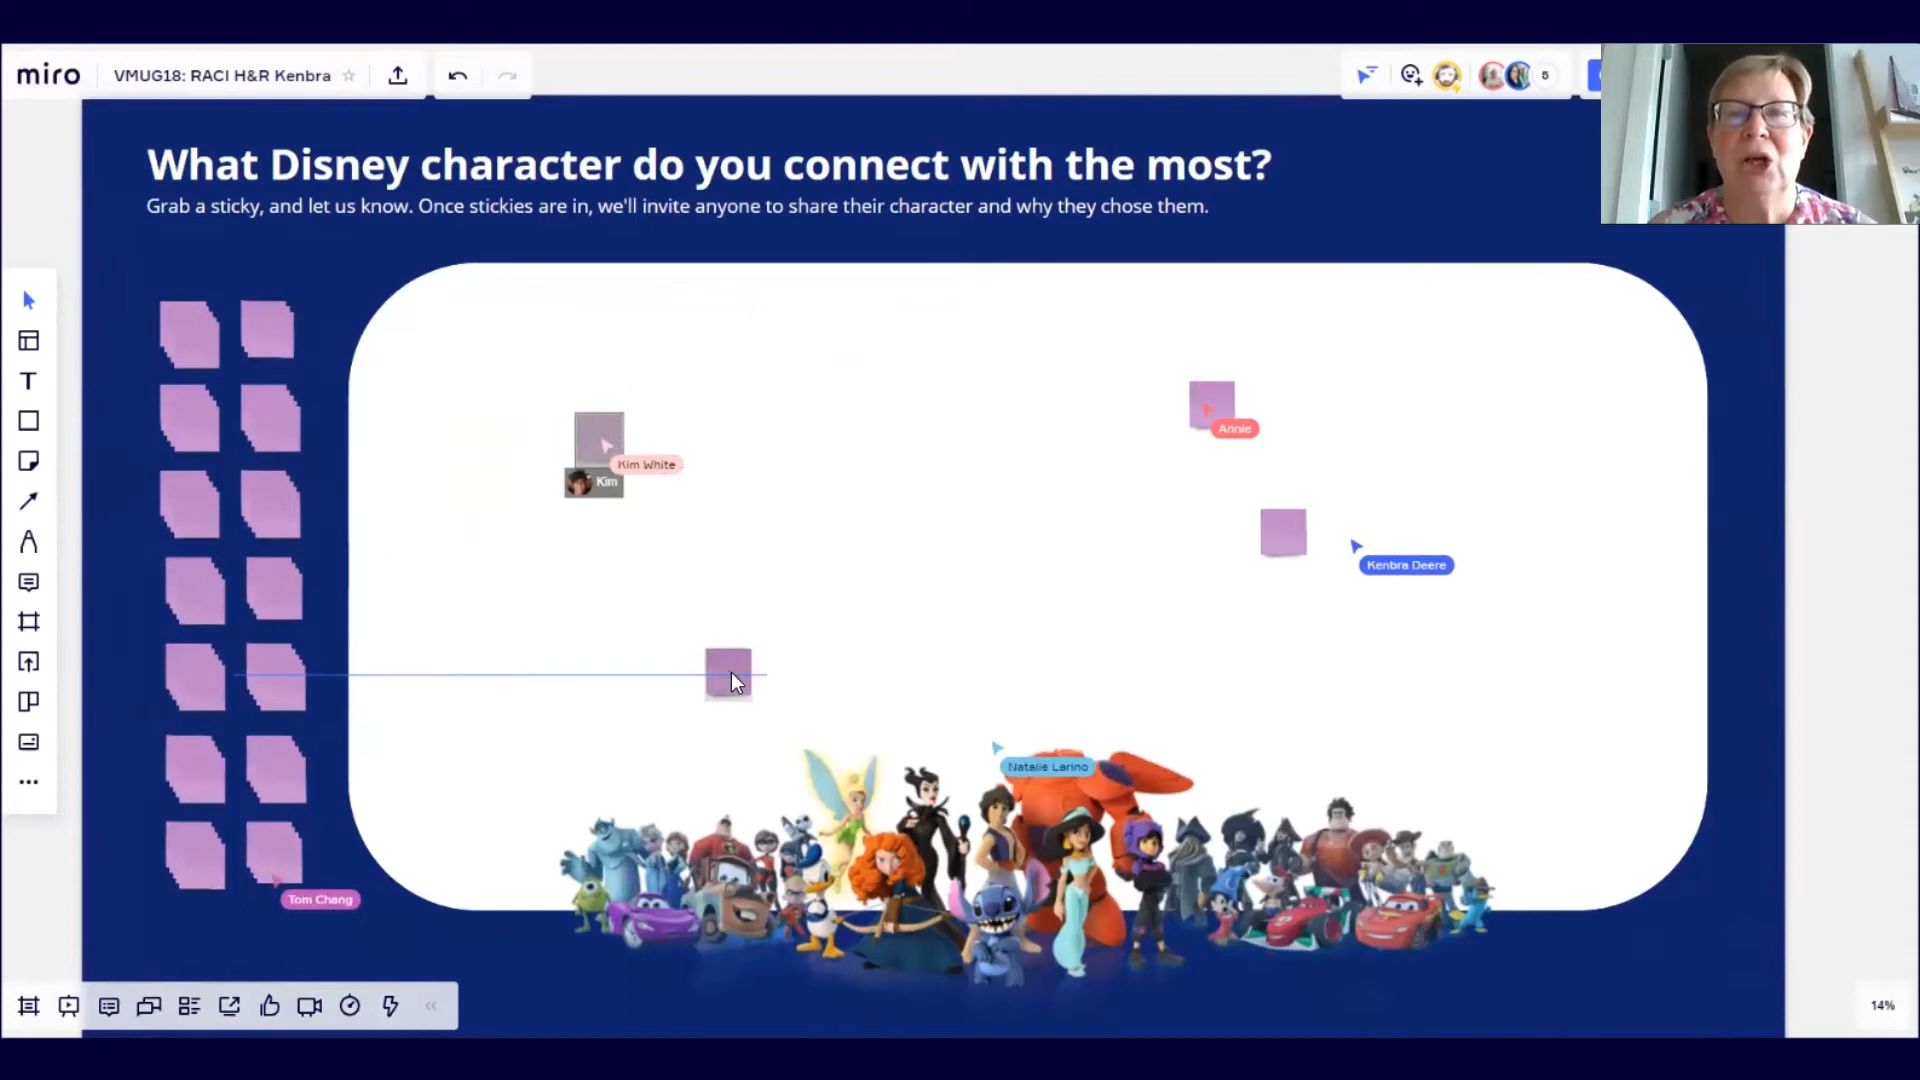 miro
VMUG18: RACI H&R Kenbra
5
What Disney character do you connect with the most?
Grab a sticky, and let us know. Once stickies are in, we'll invite anyone to share their character and why they chose them.
T
Annie
Kim White
Kim
Kenbra Deere
Natalie Larino
Tom Chang
14%